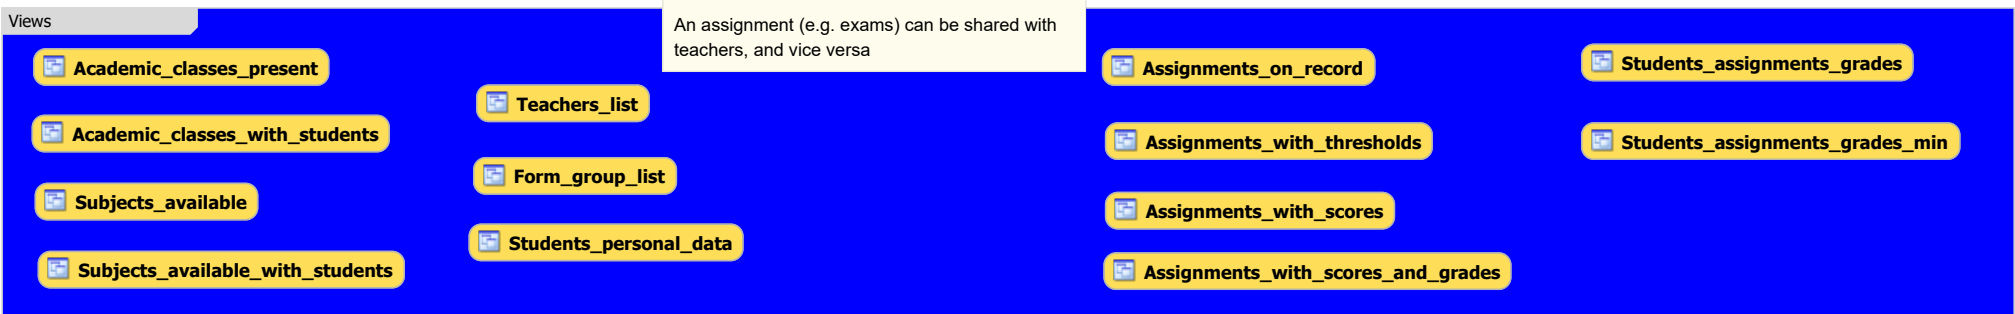 Views
An assignment (e.g. exams) can be shared with
teachers, and vice versa
Academic_classes_present
Academic_classes_with_students
Subjects_available
Subjects_available_with_students
Teachers_list
Form_group_list
Students_personal_data
Assignments_on_record
Assignments_with_thresholds
Assignments_with_scores
Assignments_with_scores_and_grades
Students_assignments_grades
Students_assignments_grades_min